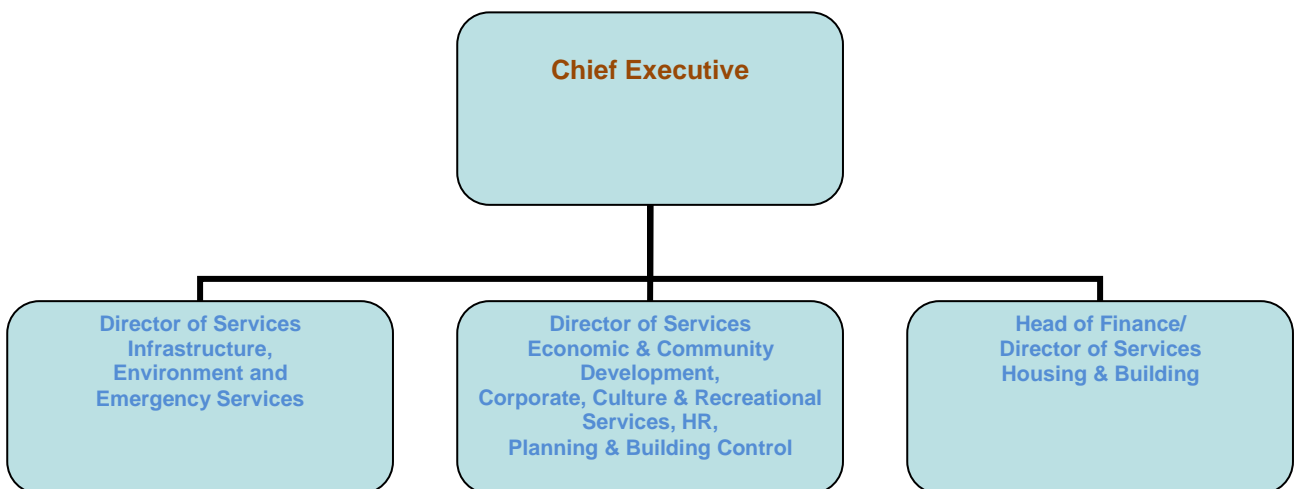 Chief Executive
Director of Services
Infrastructure,
Environment and
Emergency Services
Director of Services
Economic & Community
Development,
Corporate, Culture & Recreational
Services, HR,
Planning & Building Control
Head of Finance/
Director of Services
Housing & Building